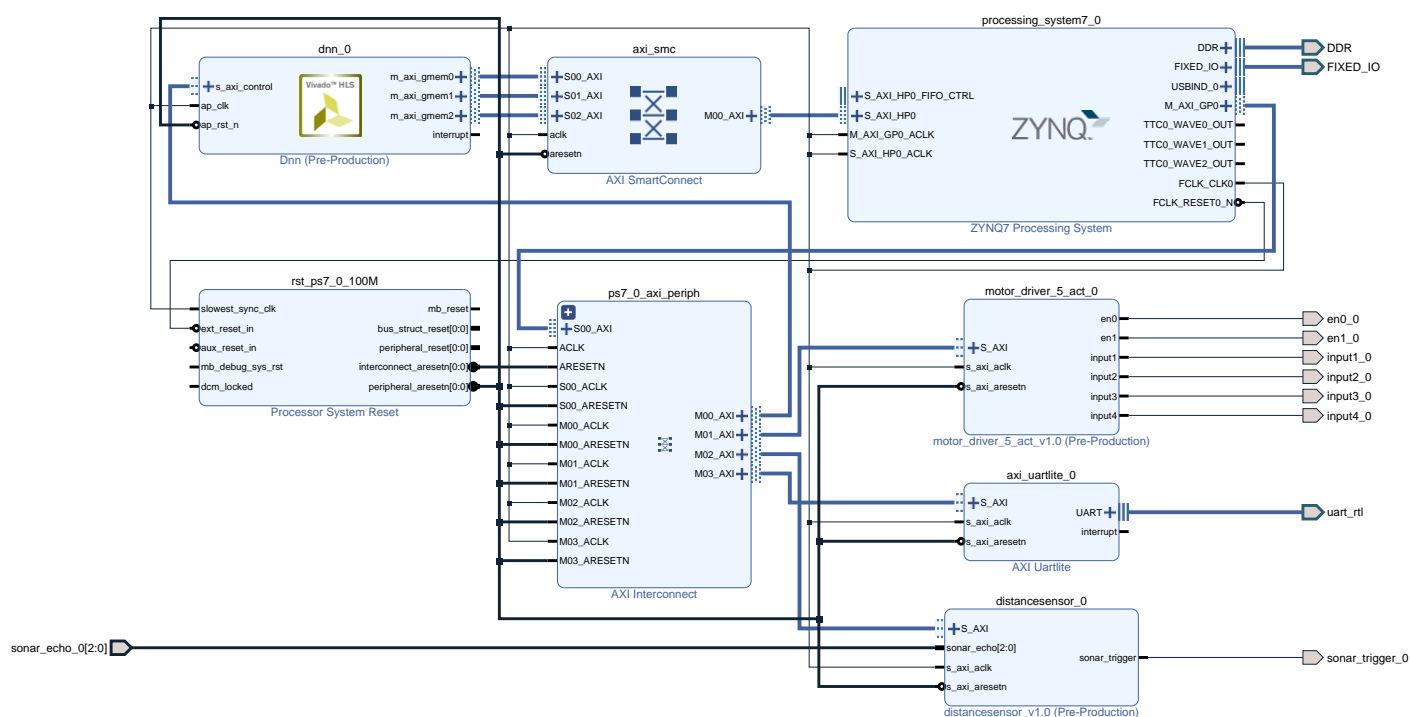 processing_system7_0
dnn_0
s_axi_control
ap_clk
ap_rst_n
Vivado™ HLS
m_axi_gmem0
m_axi_gmem1
m_axi_gmem2
interrupt
Dnn (Pre-Production)
axi_smc
S00_AXI
S01_AXI
S02_AXI
aclk
aresetn
M00_AXI
AXI SmartConnect
S_AXI_HP0_FIFO_CTRL
S_AXI_HP0
M_AXI_GP0_ACLK
S_AXI_HP0_ACLK
ZYNQ
DDR
FIXED_IO
USBIND_0
M_AXI_GP0
TTC0_WAVE0_OUT
TTC0_WAVE1_OUT
TTC0_WAVE2_OUT
FCLK_CLK0
FCLK_RESET0_N
ZYNQ7 Processing System
DDR
FIXED_IO
rst_ps7_0_100M
slowest_sync_clk
ext_reset_in
aux_reset_in
mb_debug_sys_rst
dcm_locked
mb_reset
bus_struct_reset[0:0]
peripheral_reset[0:0]
interconnect_aresetn[0:0]
peripheral_aresetn[0:0]
Processor System Reset
ps7_0_axi_periph
S00_AXI
ACLK
ARESETN
S00_ACLK
S00_ARESETN
M00_ACLK
M00_ARESETN
M01_ACLK
M01_ARESETN
M02_ACLK
M02_ARESETN
M03_ACLK
M03_ARESETN
M00_AXI
M01_AXI
M02_AXI
M03_AXI
AXI Interconnect
motor_driver_5_act_0
S_AXI
s_axi_aclk
s_axi_aresetn
en0
en1
input1
input2
input3
input4
motor_driver_5_act_v1.0 (Pre-Production)
en0_0
en1_0
input1_0
input2_0
input3_0
input4_0
axi_uartlite_0
S_AXI
s_axi_aclk
s_axi_aresetn
UART
interrupt
AXI Uartlite
uart_rtl
distancesensor_0
S_AXI
sonar_echo[2:0]
s_axi_aclk
s_axi_aresetn
sonar_trigger
distancesensor_v1.0 (Pre-Production)
sonar_echo_0[2:0]
sonar_trigger_0